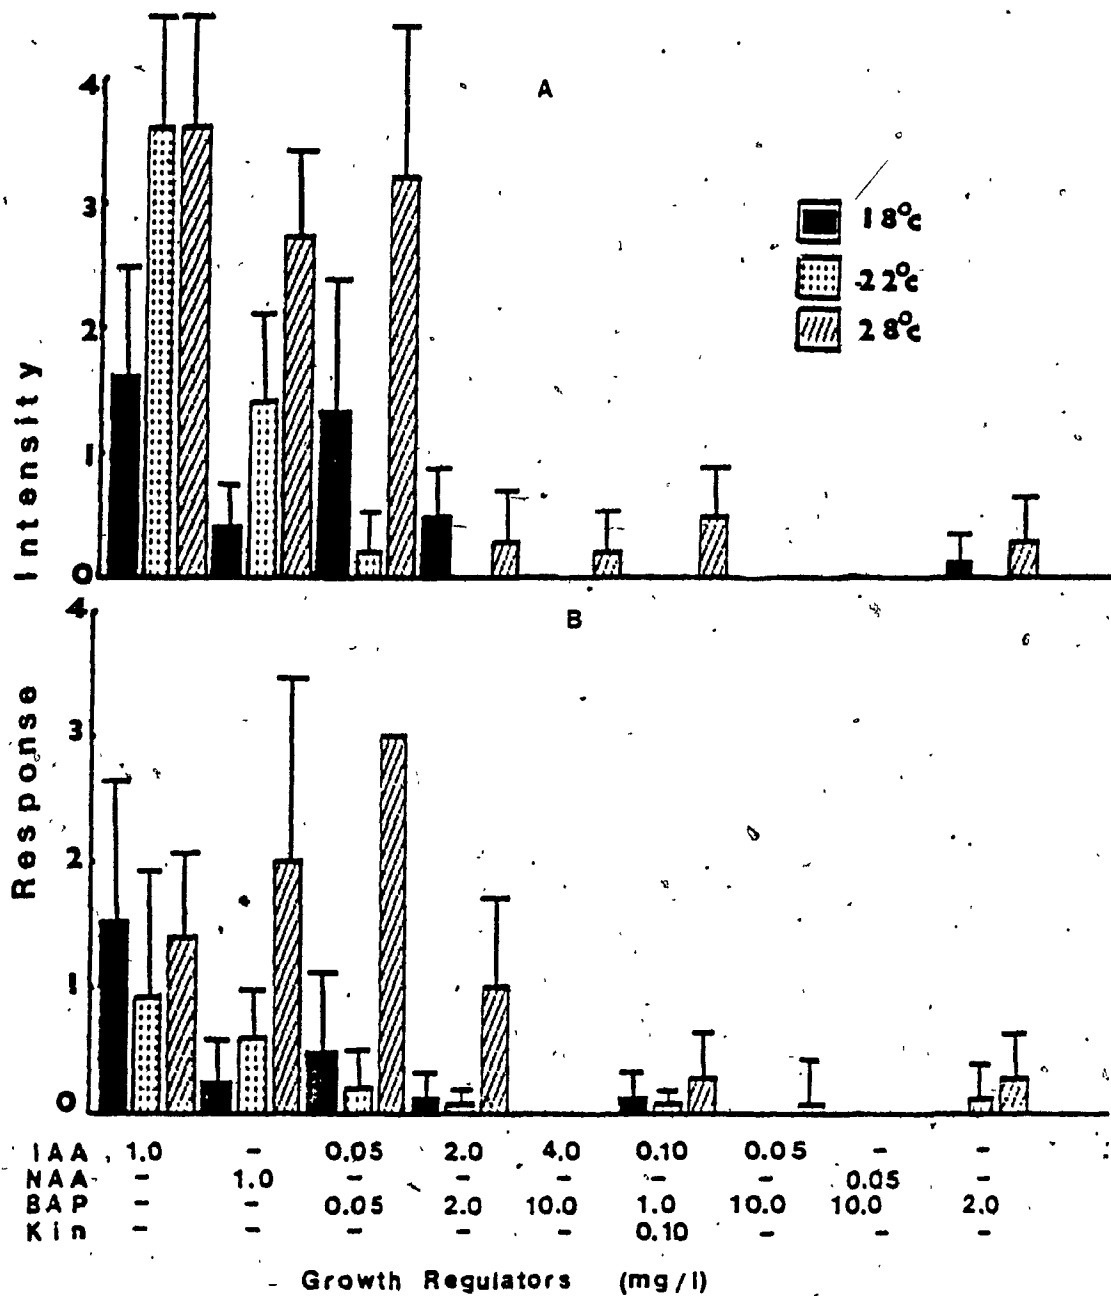 A
4
3
2
1
0
Intensity
18°c
22°c
28°c
B
4
3
2
1
0
Response
IAA 1.0 - 0.05 2.0 4.0 0.10 0.05 - -
NAA - 1.0 - - - - - 0.05 -
BAP - - 0.05 2.0 10.0 1.0 10.0 10.0 2.0
Kin - - - - - 0.10 - - -
Growth Regulators (mg/l)